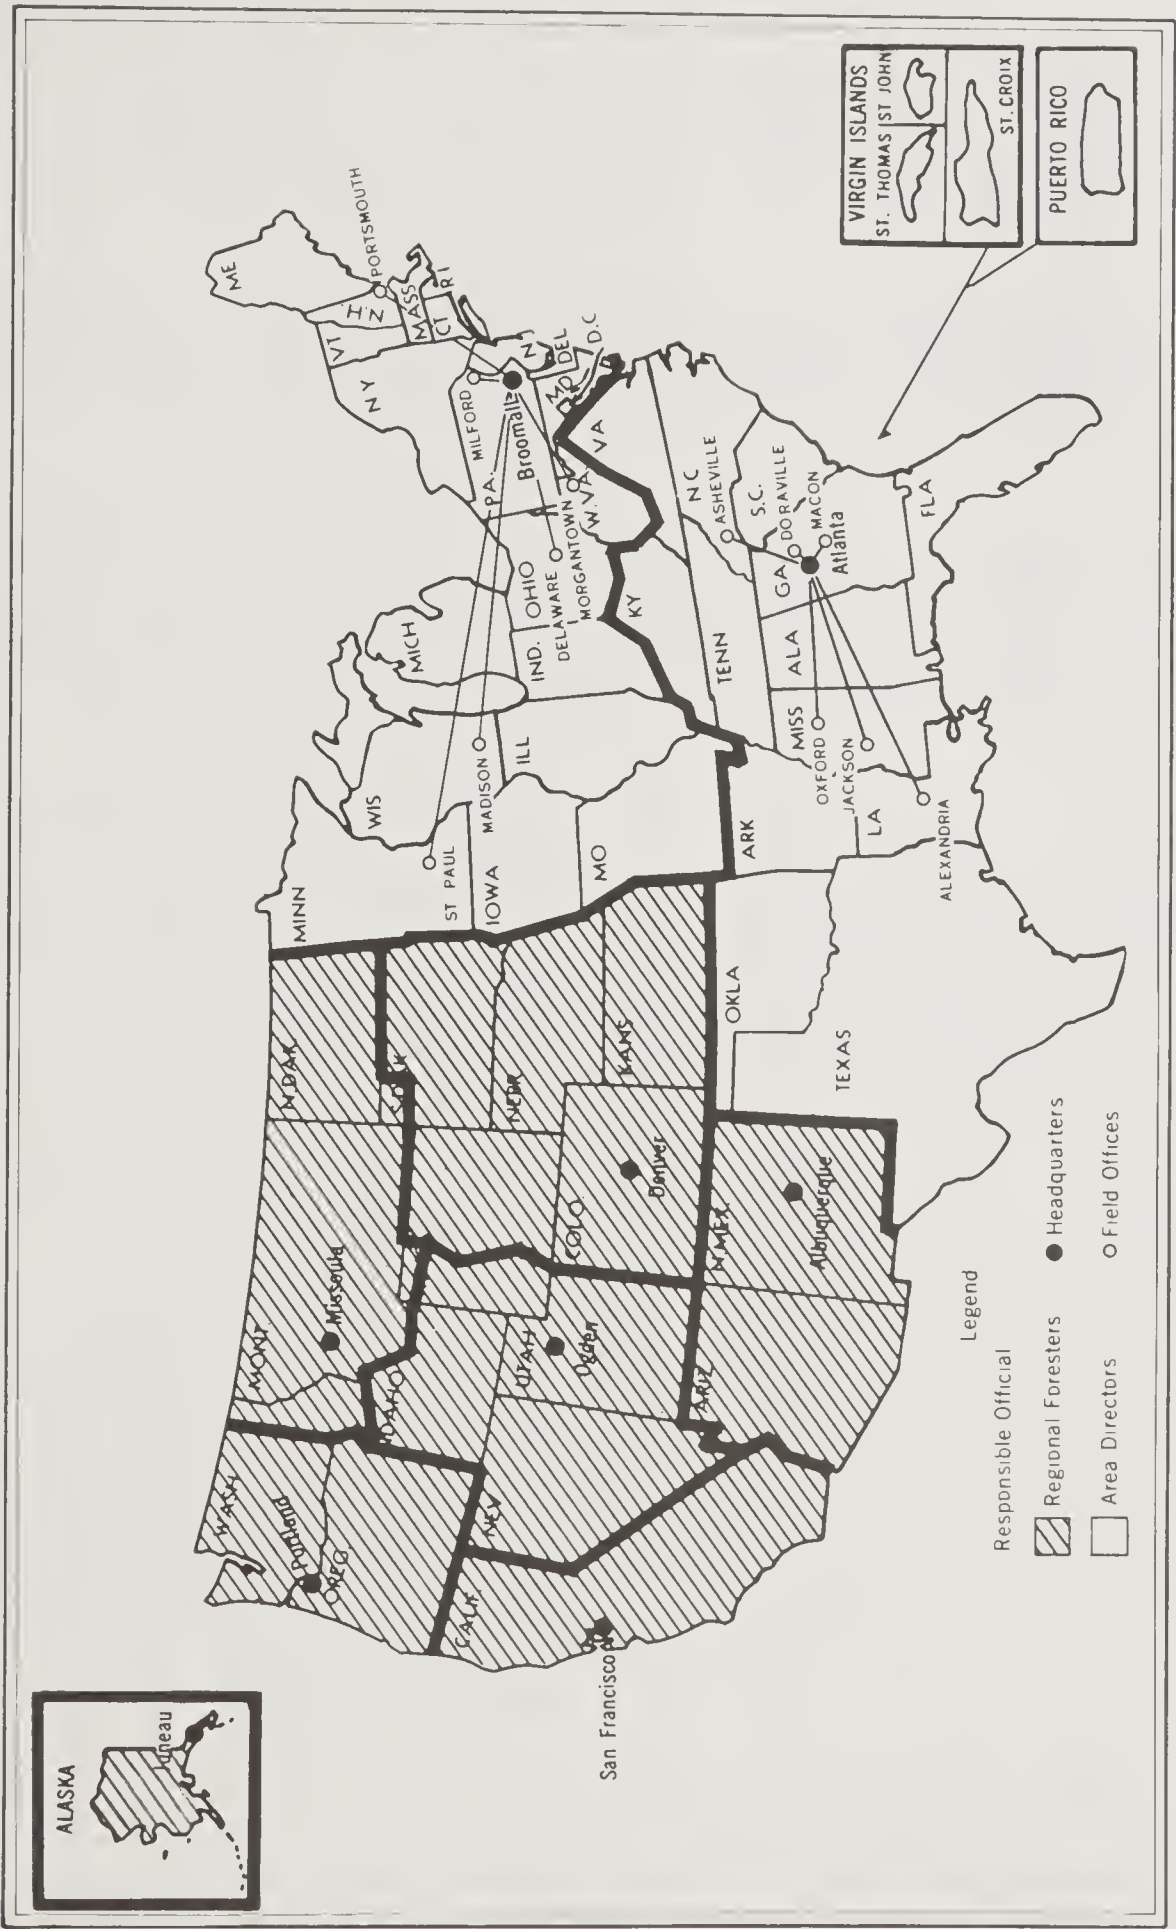 ALASKA
Juneau
WASH
Portland
OREG
CALIF
San Francisco
NEV
IDAHO
MONT
Missoula
UTAH
Ogden
ARIZ
N.MEX.
Albuquerque
COLO
Denver
N.DAK
S.DAK
NEBR
KANS
OKLA
TEXAS
MINN
ST PAUL
IOWA
MO
ARK
LA
ALEXANDRIA
WIS
MADISON
ILL
MICH
IND.
OHIO
DELAWARE
MORGANTOWN
W.VA.
KY
TENN
MISS
OXFORD
JACKSON
ALA
GA
DORAVILLE
MACON
Atlanta
FLA
S.C.
N C
ASHEVILLE
VA
PA.
MILFORD
Broomall
N Y
VT
N.H.
ME
PORTSMOUTH
MASS
CT
R I
N
DEL
MD
D.C
VIRGIN ISLANDS
ST. THOMAS
ST JOHN
ST. CROIX
PUERTO RICO
Legend
Responsible Official
Regional Foresters
Headquarters
Area Directors
Field Offices